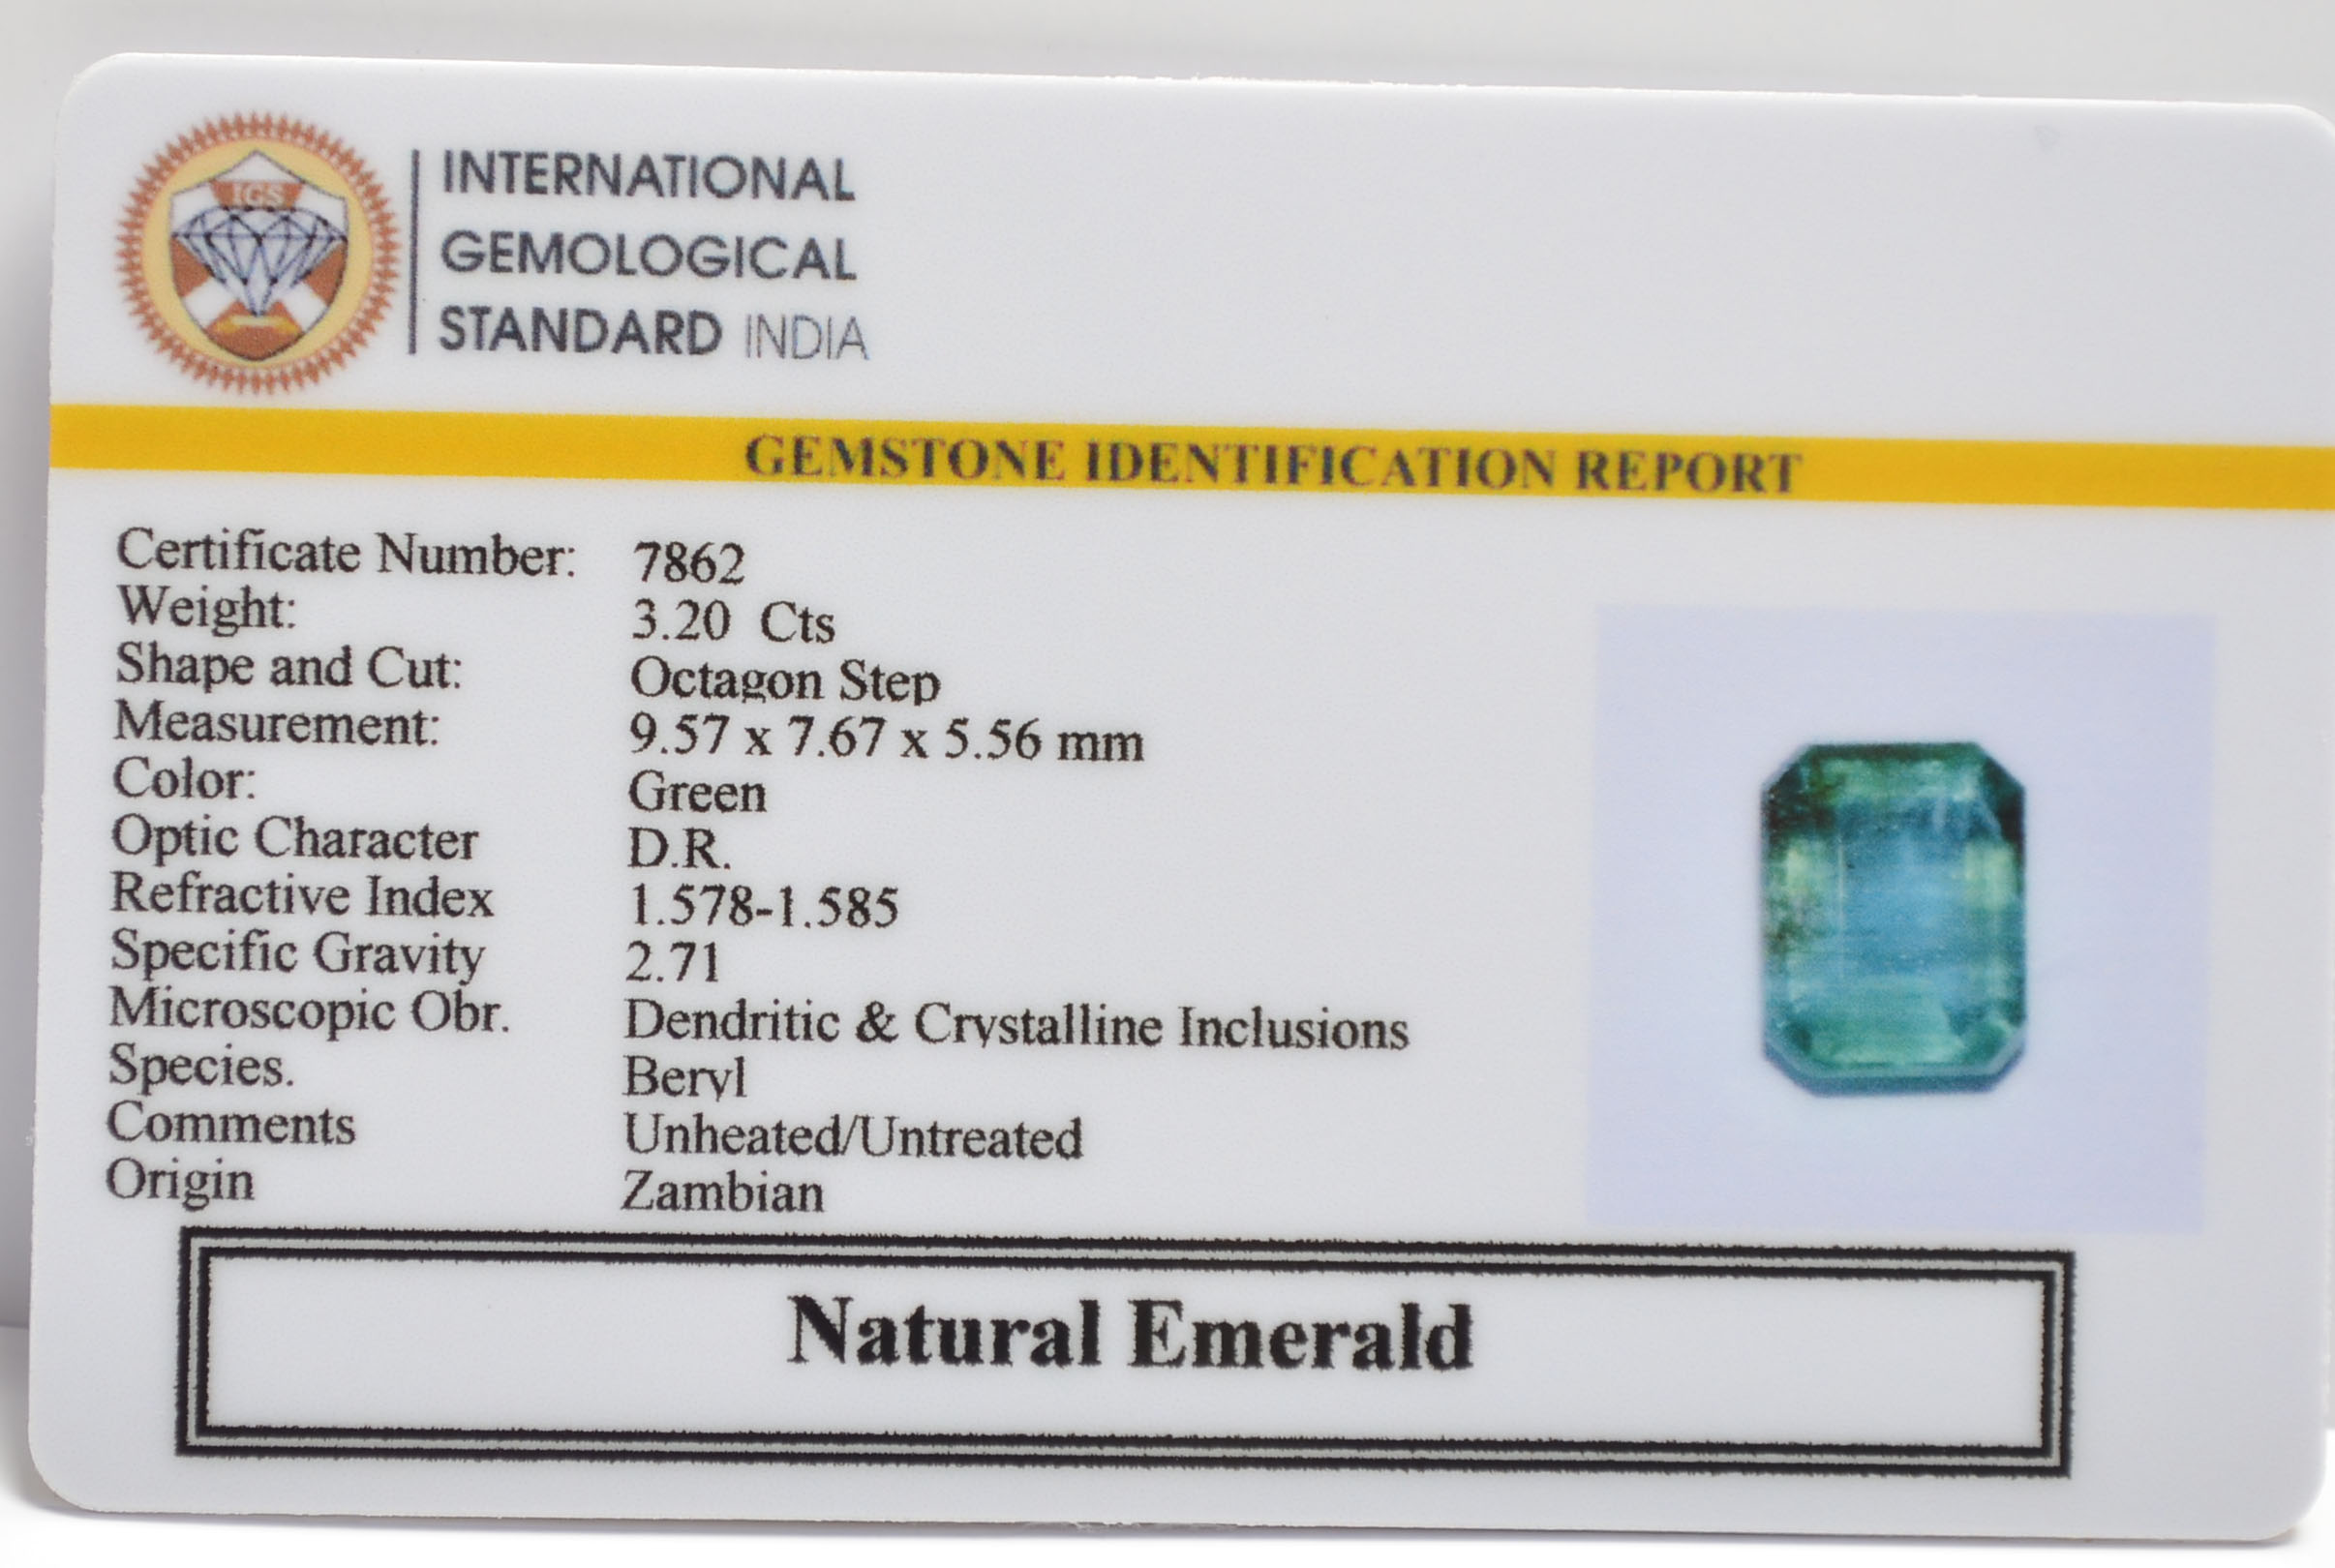 IGS
INTERNATIONAL
GEMOLOGICAL
STANDARD INDIA
GEMSTONE IDENTIFICATION REPORT
Certificate Number: 7862
Weight: 3.20 Cts
Shape and Cut: Octagon Step
Measurement: 9.57 x 7.67 x 5.56 mm
Color: Green
Optic Character D.R.
Refractive Index 1.578-1.585
Specific Gravity 2.71
Microscopic Obr. Dendritic & Crystalline Inclusions
Species. Beryl
Comments Unheated/Untreated
Origin Zambian
Natural Emerald